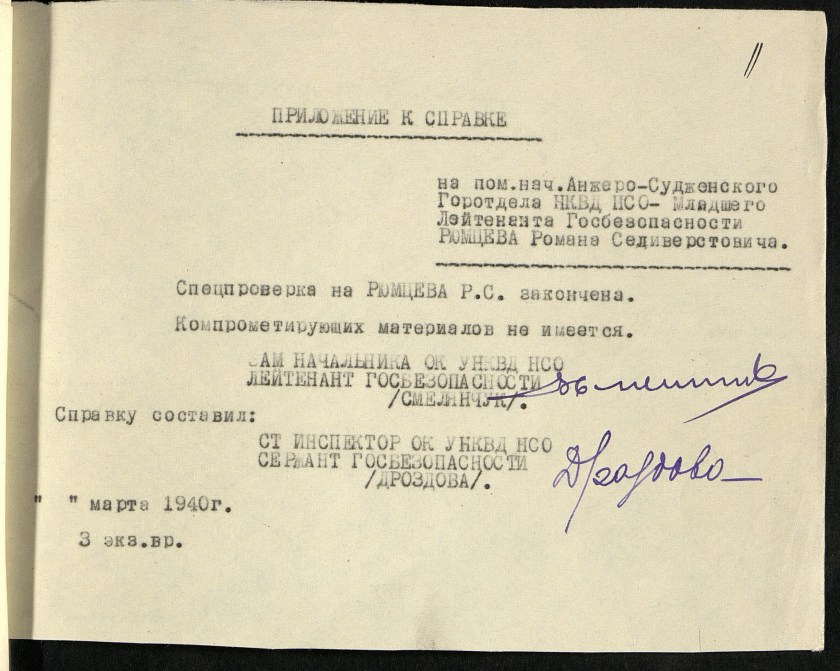 11
ПРИЛОЖЕНИЕ К СПРАВКЕ
на пом.нач.Анжеро-Судженского
Горотдела НКВД НСО- Младшего
Лейтенанта Госбезопасности
РЮМЦЕВА Романа Седиверстовича.
Спецпроверка на РЮМЦЕВА Р.С. закончена.
Компрометирующих материалов не имеется.
ЗАМ НАЧАЛЬНИКА ОК УНКВД НСО
ЛЕЙТЕНАНТ ГОСБЕЗОПАСНОСТИ
/СМЕЛЯНЧУК/.
Справку составил:
СТ ИНСПЕКТОР ОК УНКВД НСО
СЕРЖАНТ ГОСБЕЗОПАСНОСТИ
/ДРОЗДОВА/.
Дроздова
" " марта 1940г.
3 экз.вр.